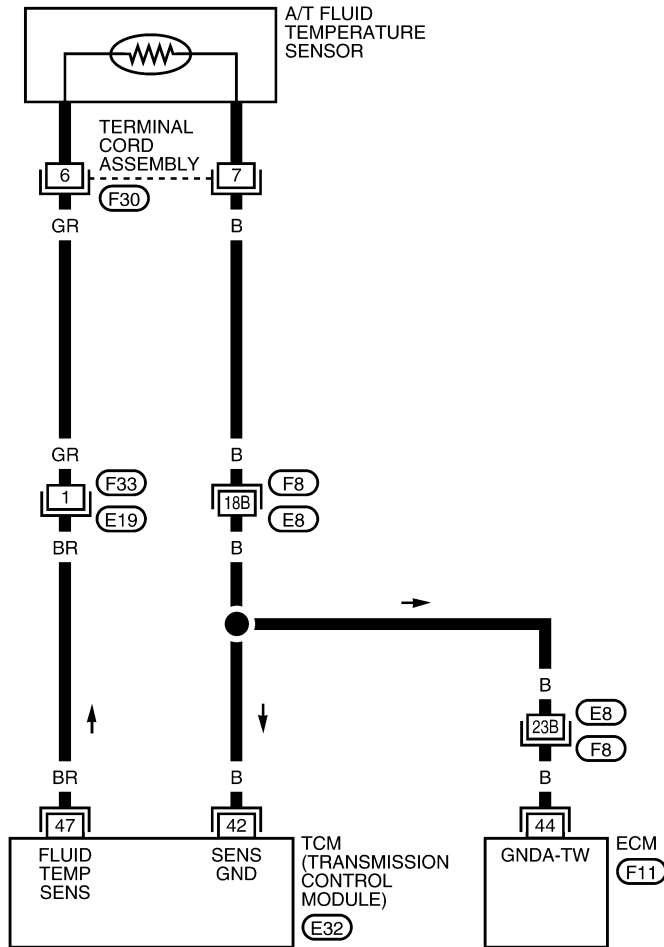 A/T FLUID
TEMPERATURE
SENSOR
TERMINAL
CORD
ASSEMBLY
6
7
F30
GR
B
GR
B
1
F33
18B
F8
E19
E8
BR
B
B
23B
E8
F8
BR
B
B
47
42
44
FLUID
TEMP
SENS
SENS
GND
TCM
(TRANSMISSION
CONTROL
MODULE)
E32
GNDA-TW
ECM
F11